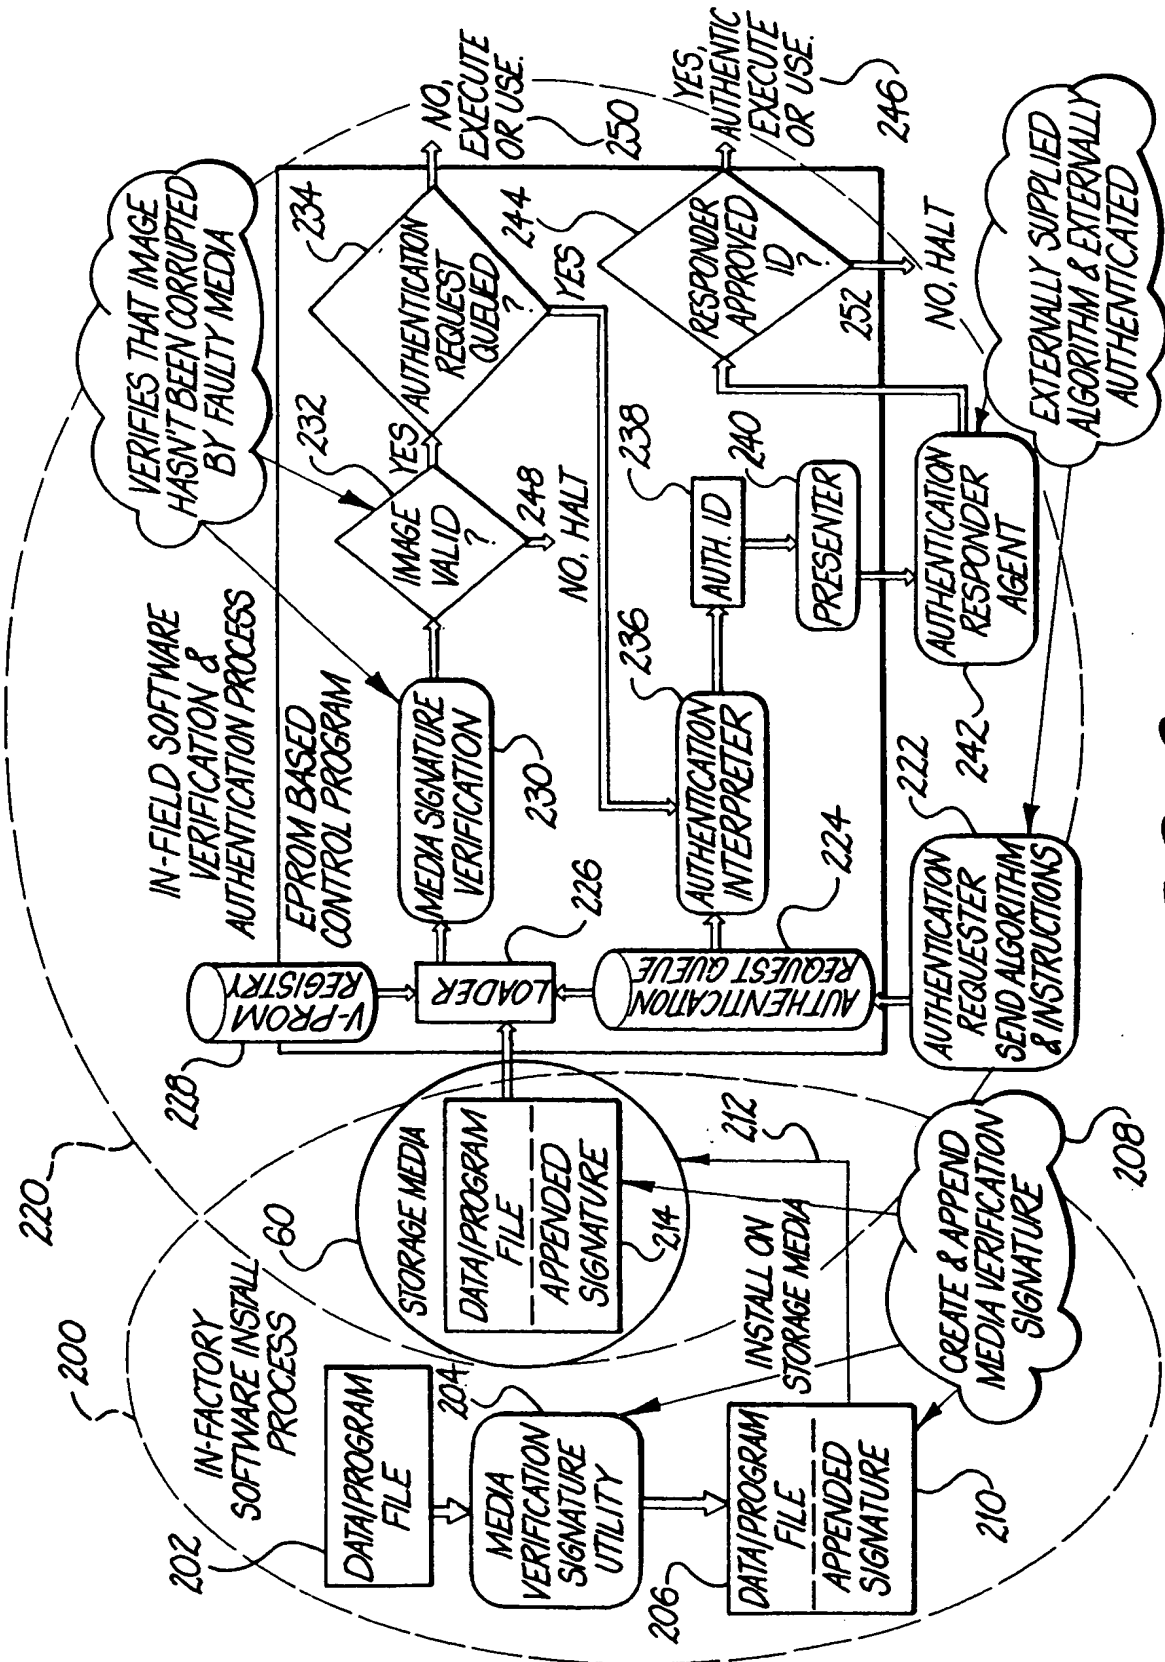 200
IN-FACTORY
SOFTWARE INSTALL
PROCESS
202
DATA/PROGRAM
FILE
204
MEDIA
VERIFICATION
SIGNATURE
UTILITY
206
DATA/PROGRAM
FILE
APPENDED
SIGNATURE
210
INSTALL ON
STORAGE MEDIA
212
CREATE & APPEND
MEDIA VERIFICATION
SIGNATURE
208
60
STORAGE MEDIA
DATA/PROGRAM
FILE
APPENDED
SIGNATURE
214
220
IN-FIELD SOFTWARE
VERIFICATION &
AUTHENTICATION PROCESS
228
V-PROM
REGISTRY
EPROM BASED
CONTROL PROGRAM
LOADER
226
AUTHENTICATION
REQUEST QUEUE
224
AUTHENTICATION
REQUESTER
SEND ALGORITHM
& INSTRUCTIONS
222
MEDIA SIGNATURE
VERIFICATION
230
VERIFIES THAT IMAGE
HASN'T BEEN CORRUPTED
BY FAULTY MEDIA
IMAGE
VALID
?
232
YES
248
NO, HALT
AUTHENTICATION
REQUEST
QUEUED
?
234
YES
NO,
EXECUTE
OR USE.
250
AUTHENTICATION
INTERPRETER
236
AUTH. ID
238
PRESENTER
240
AUTHENTICATION
RESPONDER
AGENT
242
RESPONDER
APPROVED
ID
?
244
YES,
AUTHENTIC
EXECUTE
OR USE.
246
252
NO, HALT
EXTERNALLY SUPPLIED
ALGORITHM & EXTERNALLY
AUTHENTICATED